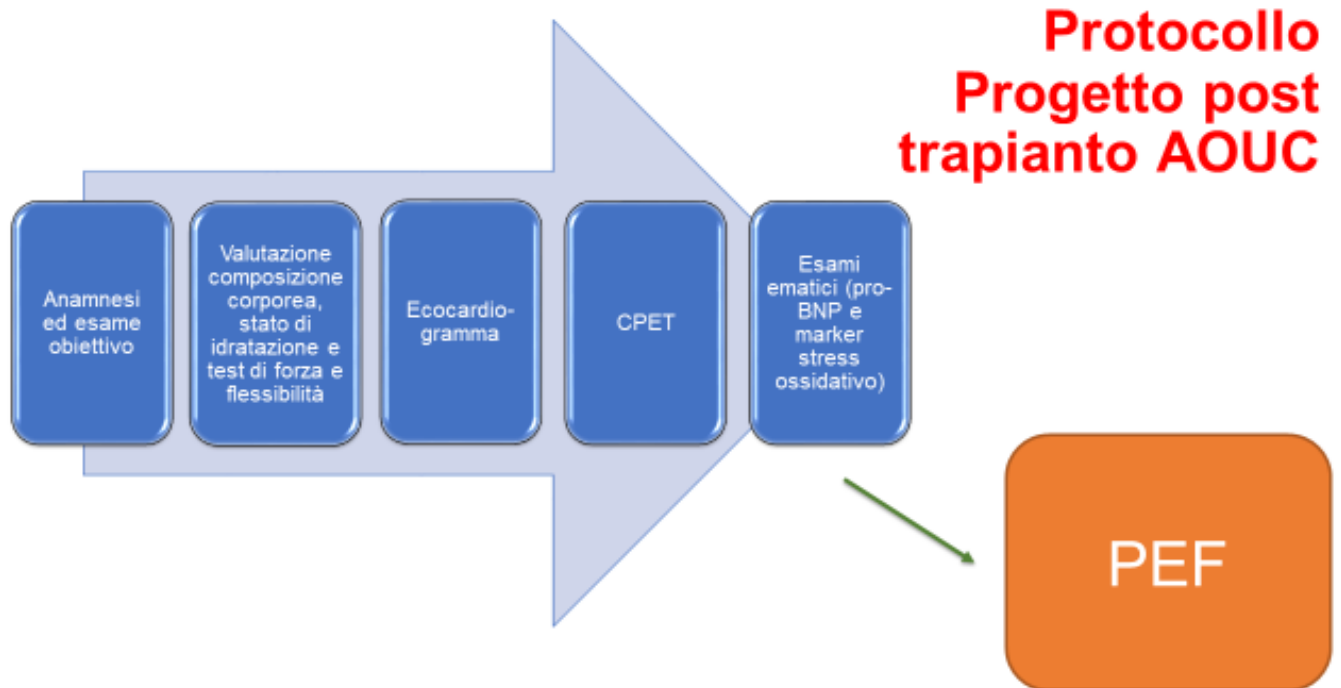 Protocollo
Progetto post
trapianto AOUC
Anamnesi
ed esame
obiettivo
Valutazione
composizione
corporea,
stato di
idratazione e
test di forza e
flessibilità
Ecocardio-
gramma
CPET
Esami
ematici (pro-
BNP e
marker
stress
ossidativo)
PEF